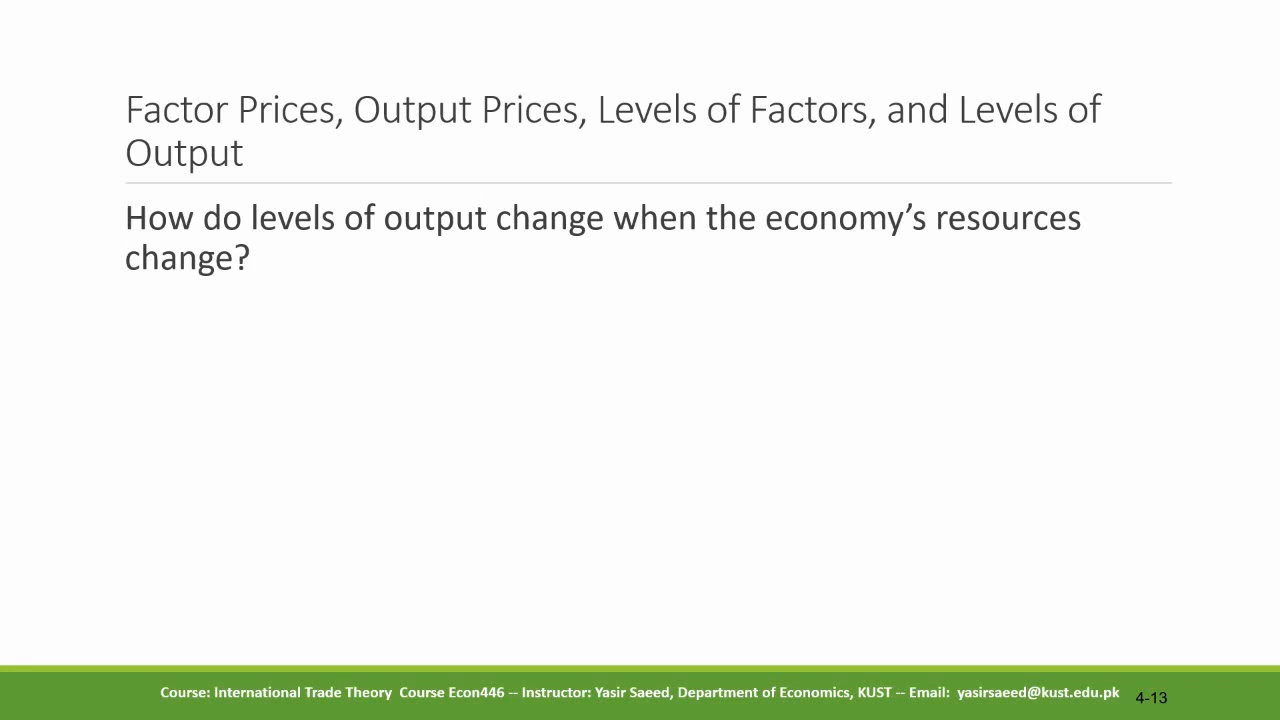 Factor Prices, Output Prices, Levels of Factors, and Levels of
Output
How do levels of output change when the economy’s resources
change?
Course: International Trade Theory  Course Econ446 -- Instructor: Yasir Saeed, Department of Economics, KUST -- Email:  yasirsaeed@kust.edu.pk
4-13